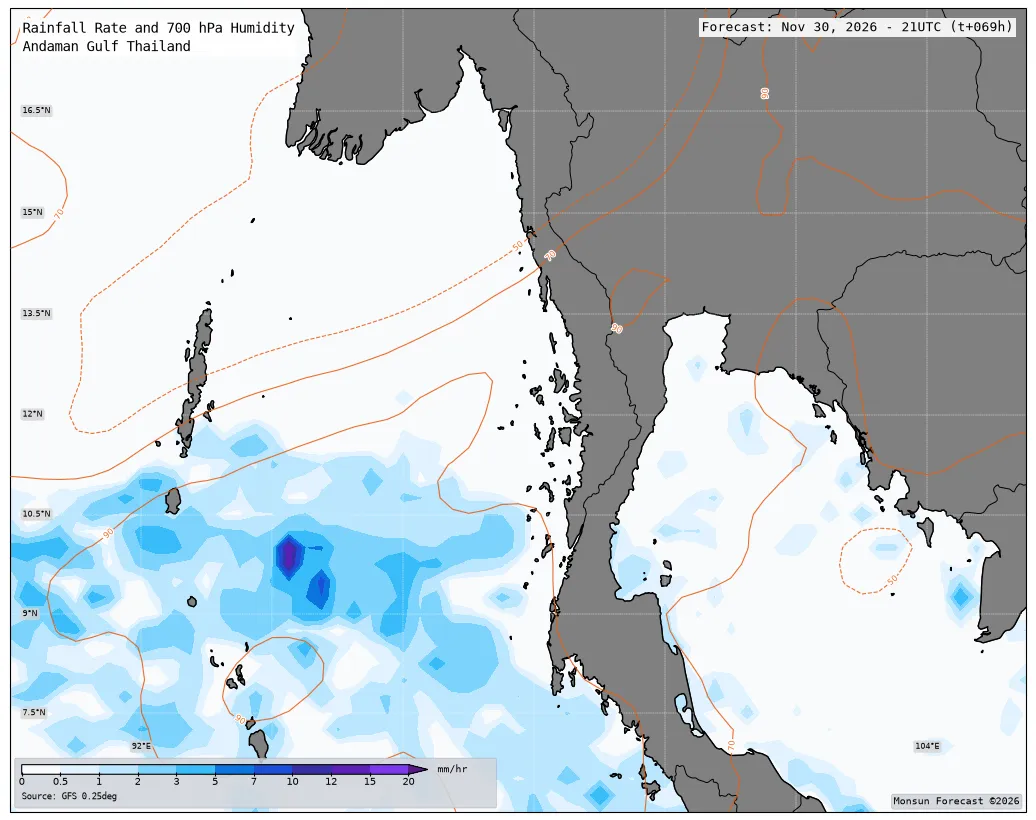 Rainfall Rate and 700 hPa Humidity
Andaman Gulf Thailand
Forecast: Nov 30, 2026 - 21UTC (t+069h)
90
16.5°N
70
15°N
50
70
13.5°N
90
12°N
10.5°N
90
50
9°N
7.5°N
90
92°E
70
104°E
mm/hr
0 0.5 1 2 3 5 7 10 12 15 20
Source: GFS 0.25deg
Monsun Forecast ©2026